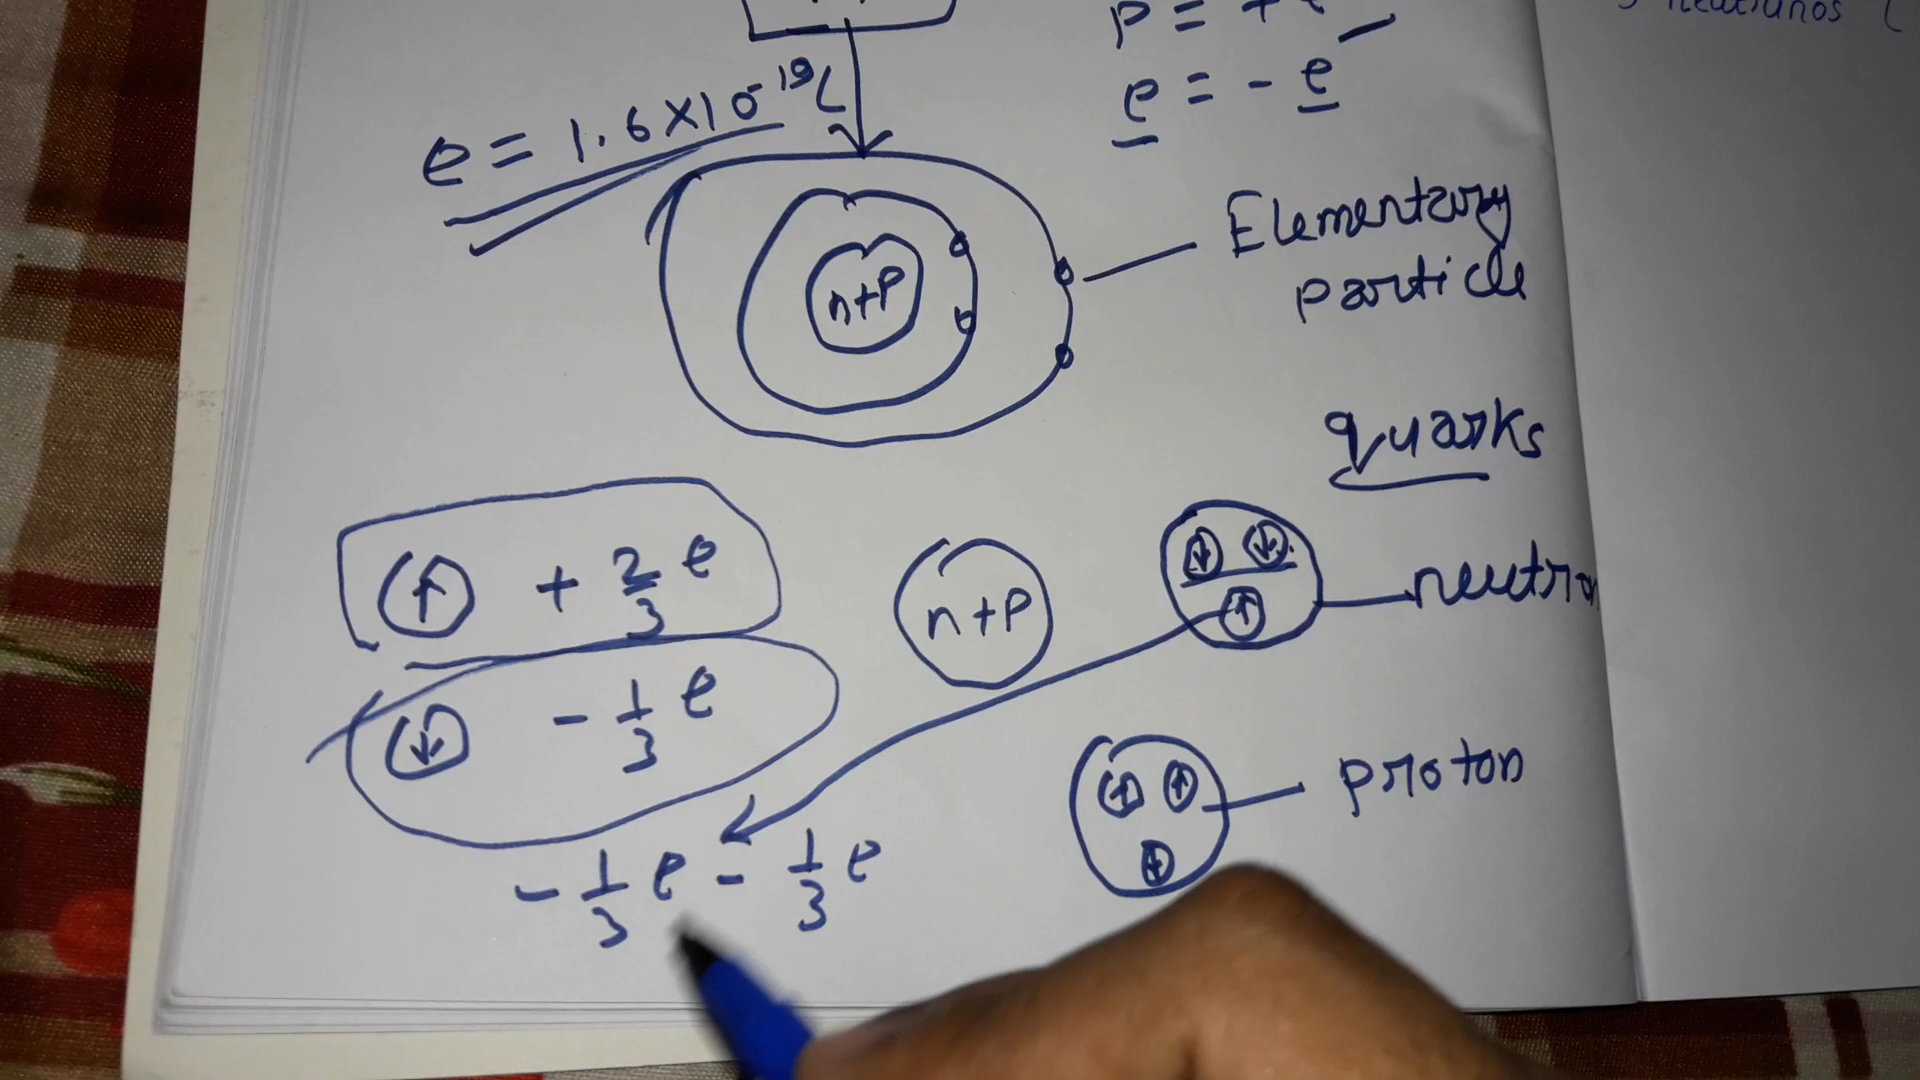 p = +e
e = - e
e = 1.6×10⁻¹⁹C
n+p
Elementary
particle
quarks
↑ + 2/3 e
n+p
↓ ↓
↑
neutron
↓ - 1/3 e
↑ ↑
↓
proton
- 1/3 e - 1/3 e